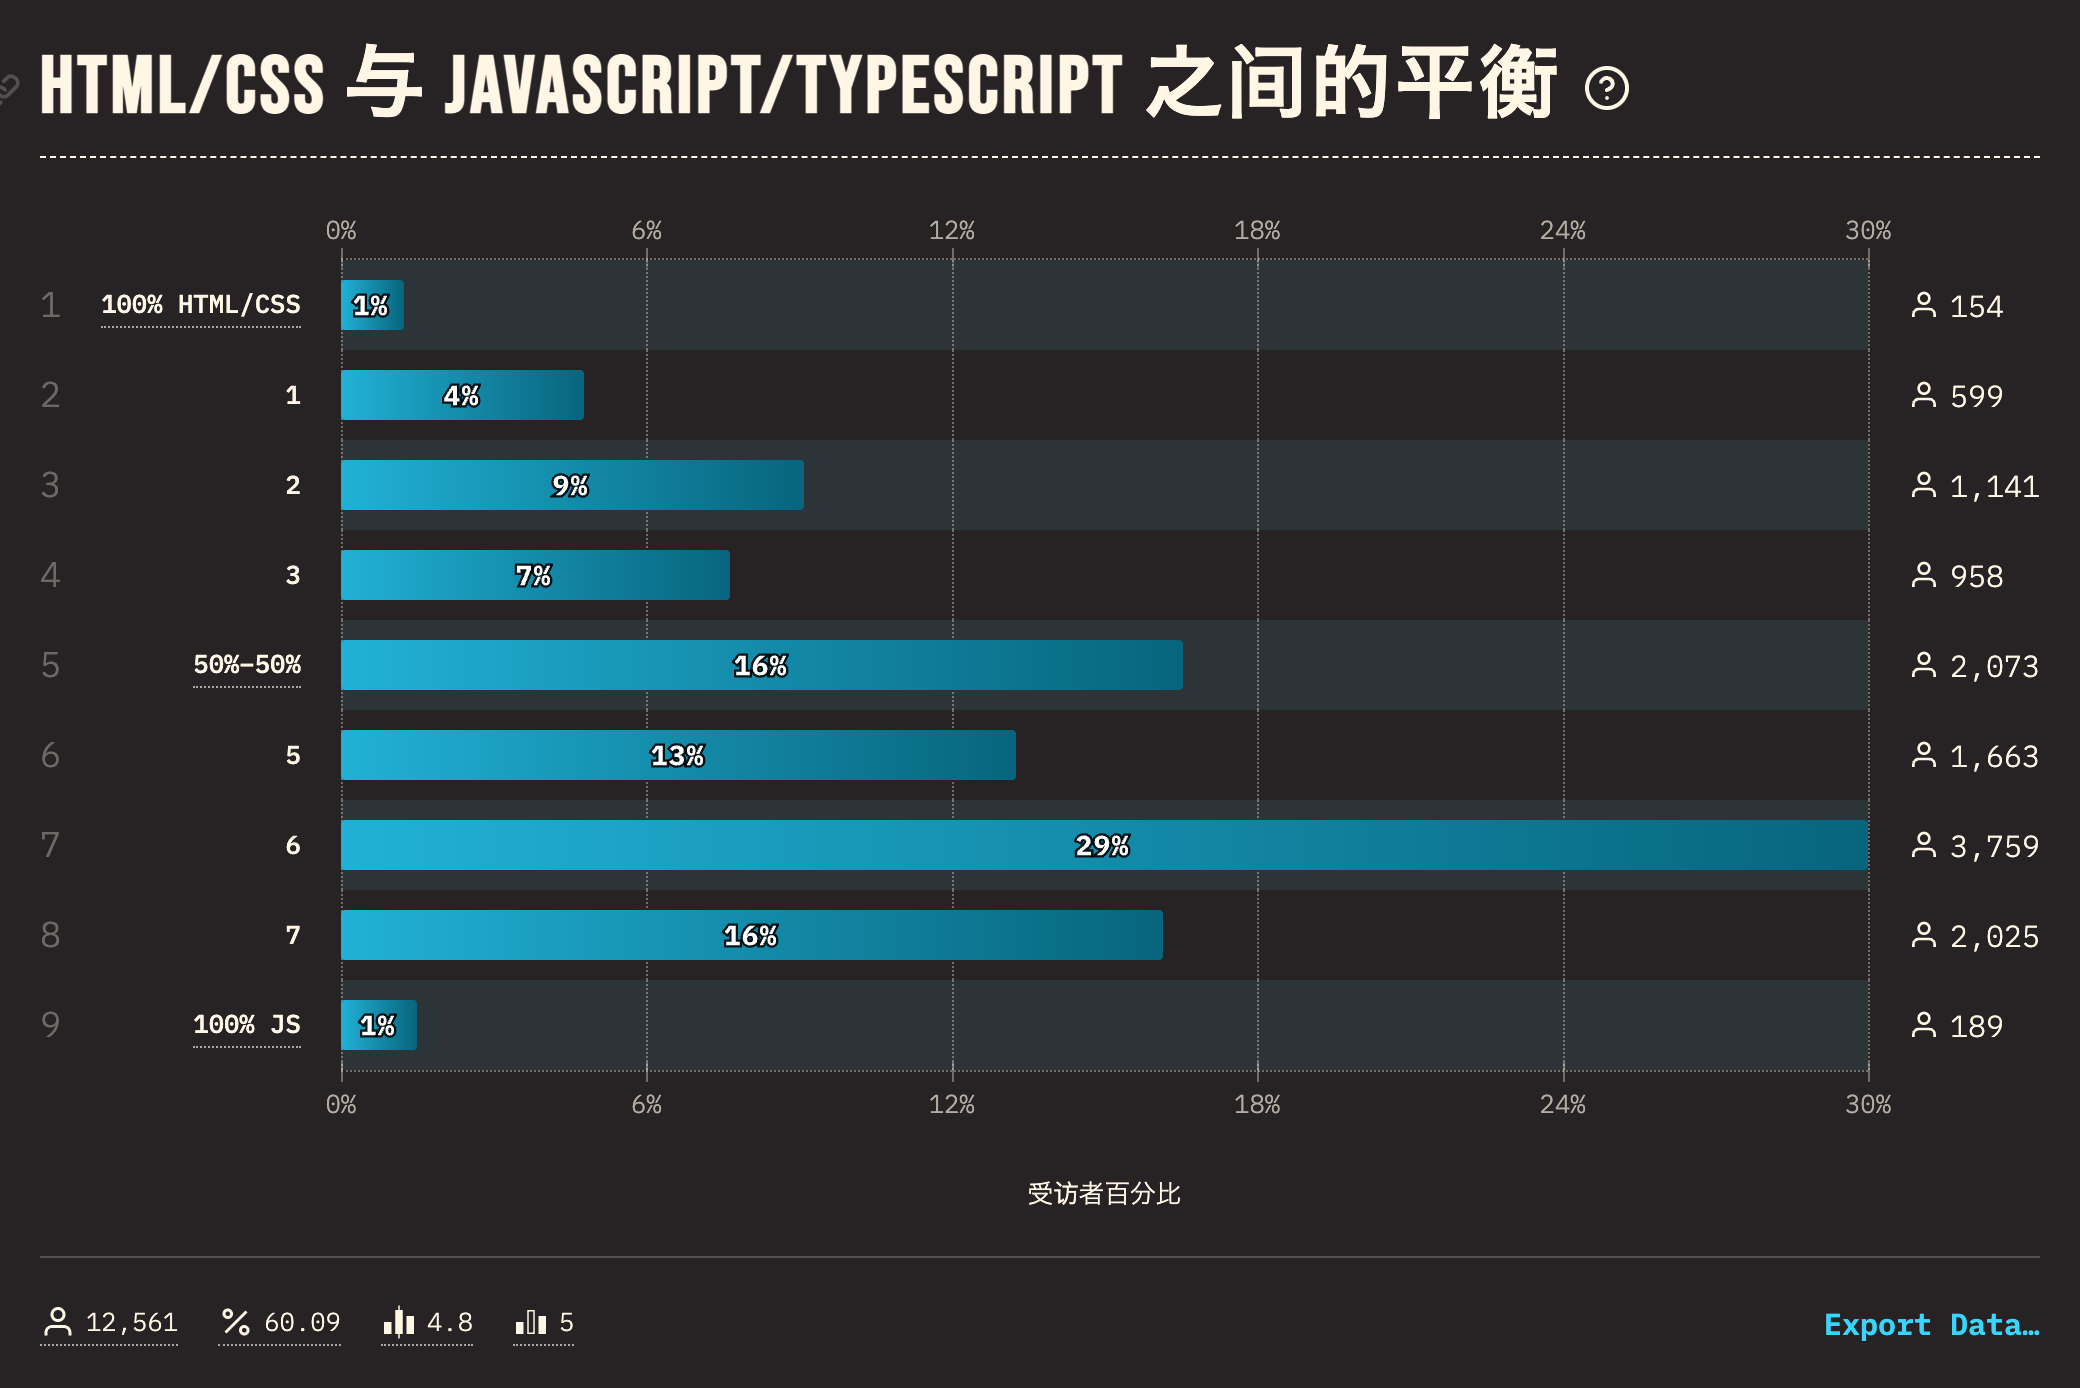 HTML/CSS 与 JAVASCRIPT/TYPESCRIPT 之间的平衡 ?
0% 6% 12% 18% 24% 30%
1 100% HTML/CSS 1% 154
2 1 4% 599
3 2 9% 1,141
4 3 7% 958
5 50%–50% 16% 2,073
6 5 13% 1,663
7 6 29% 3,759
8 7 16% 2,025
9 100% JS 1% 189
0% 6% 12% 18% 24% 30%
受访者百分比
12,561 % 60.09 4.8 5 Export Data…